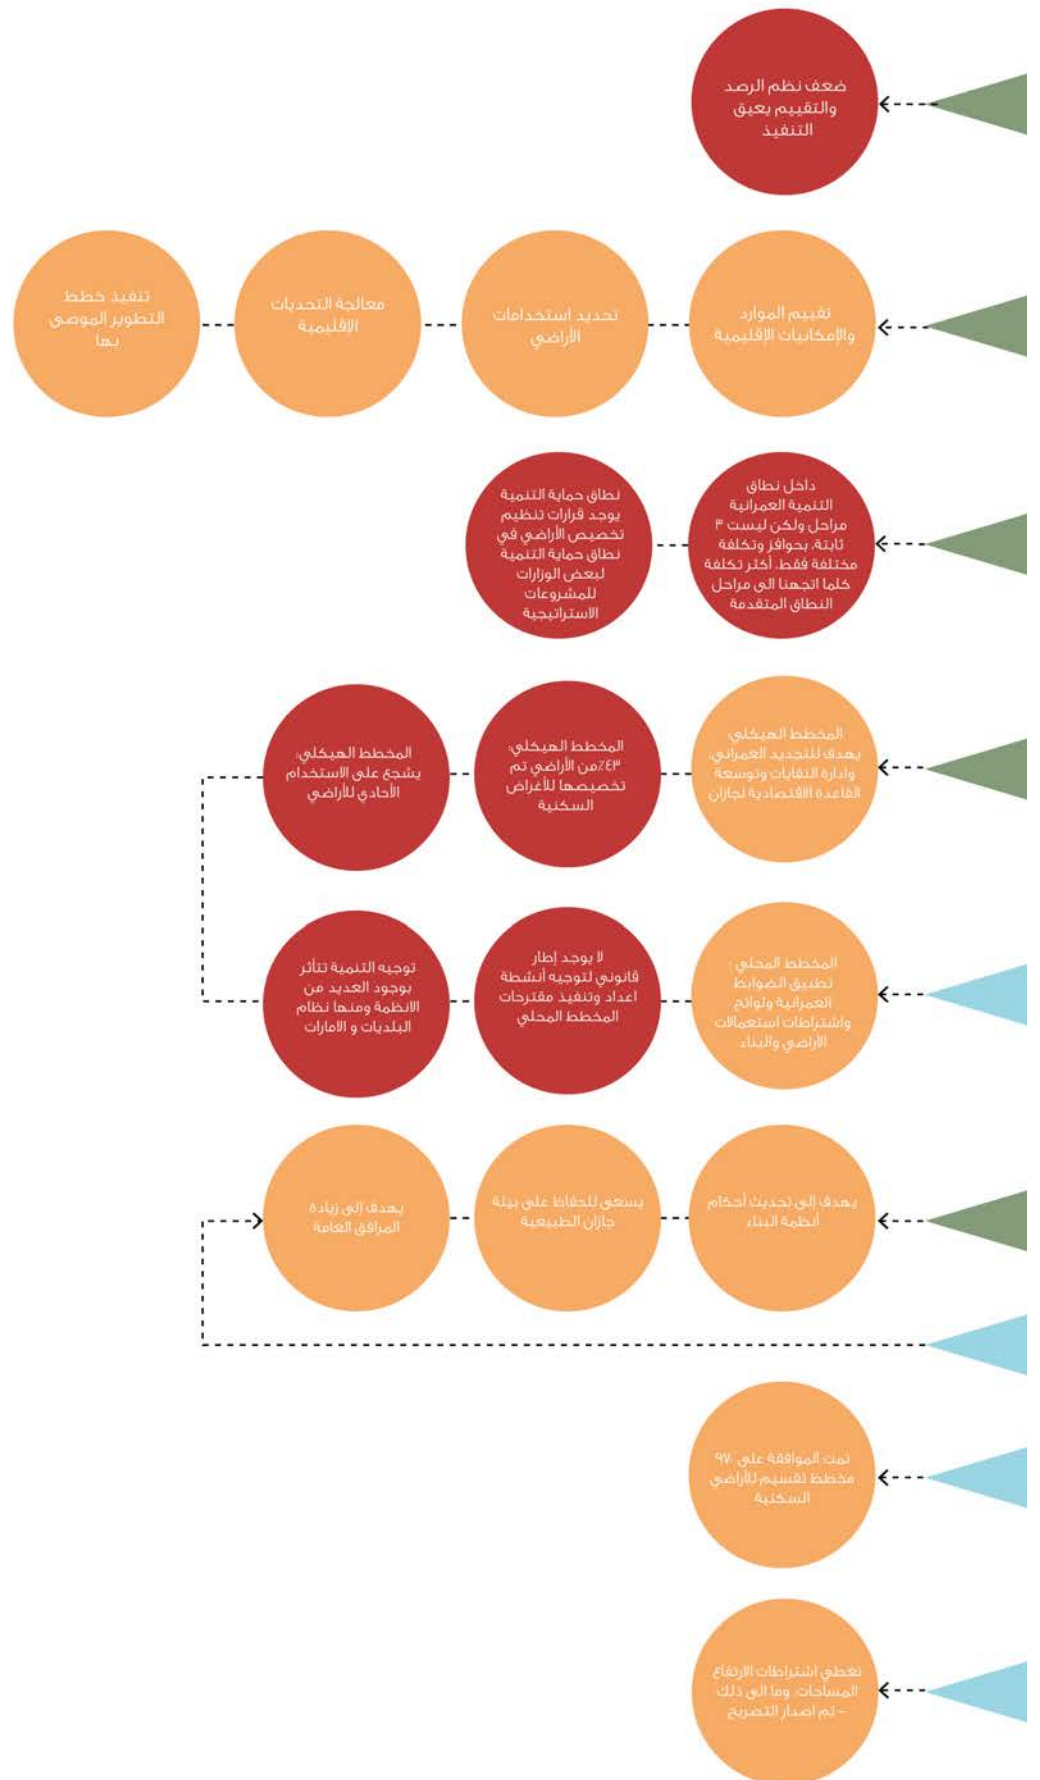 ضعف نظم الرصد
والتقييم يعيق
التنفيذ
تقييم الموارد
والإمكانيات الإقليمية
تحديد استخدامات
الأراضي
معالجة التحديات
الإقليمية
تنفيذ خطط
التطوير الموصى
بها
داخل نطاق
التنمية العمرانية
مراحل ولكن ليست ٣
ثابتة، بحوافز وتكلفة
مختلفة فقط. أكثر تكلفة
كلما اتجهنا الى مراحل
النطاق المتقدمة
نطاق حماية التنمية
يوجد قرارات تنظيم
تخصيص الأراضي في
نطاق حماية التنمية
لبعض الوزارات
للمشروعات
الاستراتيجية
المخطط الهيكلي:
يهدف للتجديد العمراني،
وادارة النفايات وتوسعة
القاعدة الاقتصادية لجازان
المخطط الهيكلي:
٤٣٪ من الأراضي تم
تخصيصها للأغراض
السكنية
المخطط الهيكلي:
يشجع على الاستخدام
الأحادي للأراضي
المخطط المحلي :
تطبيق الضوابط
العمرانية ولوائح
واشتراطات استعمالات
الأراضي والبناء
لا يوجد إطار
قانوني لتوجيه أنشطة
اعداد وتنفيذ مقترحات
المخطط المحلي
توجيه التنمية تتأثر
بوجود العديد من
الانظمة ومنها نظام
البلديات و الامارات
يهدف إلى تحديث أحكام
أنظمة البناء
يسعى للحفاظ على بيئة
جازان الطبيعية
يهدف إلى زيادة
المرافق العامة
تمت الموافقة على ٩٧٠
مخطط تقسيم للأراضي
السكنية
تغطي اشتراطات الارتفاع
المساحات، وما الى ذلك
– تم اصدار التصريح